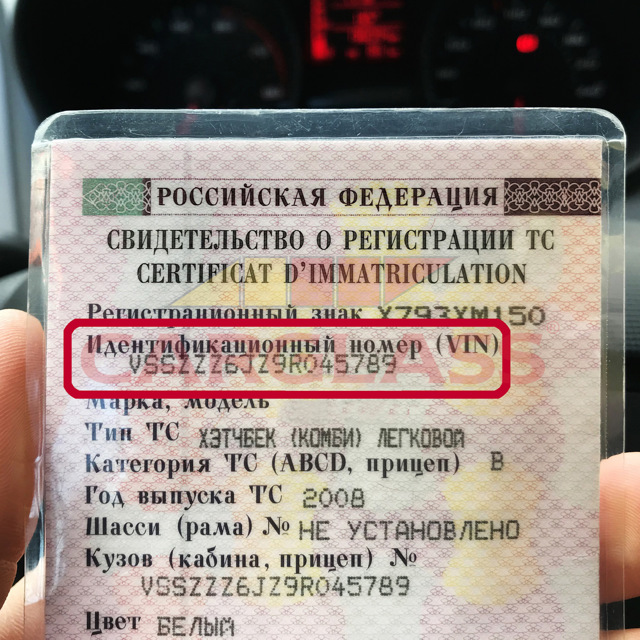 РОССИЙСКАЯ ФЕДЕРАЦИЯ
СВИДЕТЕЛЬСТВО О РЕГИСТРАЦИИ ТС
CERTIFICAT D'IMMATRICULATION
Регистрационный знак Х793ХМ150
Идентификационный номер (VIN)
VSSZZZ6JZ9R045789
CARGLASS
Марка, модель
Тип ТС ХЭТЧБЕК (КОМБИ) ЛЕГКОВОЙ
Категория ТС (ABCD, прицеп) В
Год выпуска ТС 2008
Шасси (рама) № НЕ УСТАНОВЛЕНО
Кузов (кабина, прицеп) №
VSSZZZ6JZ9R045789
Цвет БЕЛЫЙ